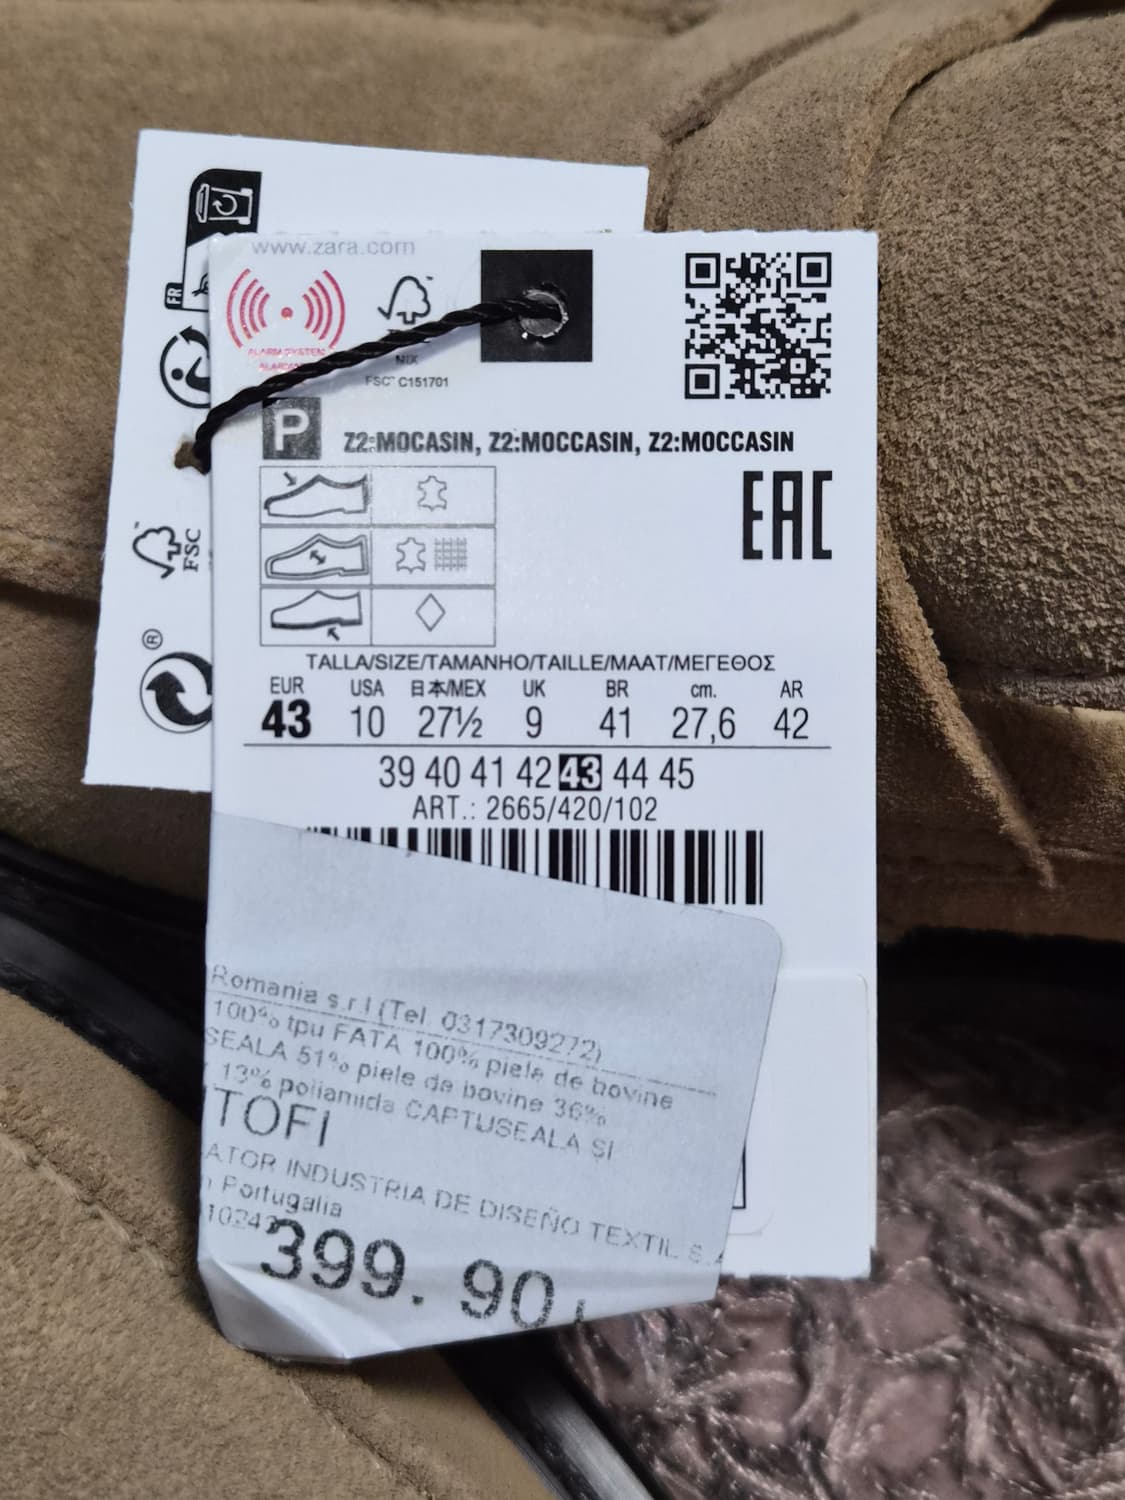 FR
www.zara.com
ALARM SYSTEM
MIX
FSC™ C151701
P
Z2:MOCASIN, Z2:MOCCASIN, Z2:MOCCASIN
EAC
FSC
®
TALLA/SIZE/TAMANHO/TAILLE/MAAT/ΜΕΓΕΘΟΣ
EUR USA 日本/MEX UK BR cm. AR
43 10 27½ 9 41 27,6 42
39 40 41 42 43 44 45
ART.: 2665/420/102
Romania s.r.l (Tel. 0317309272)
100% tpu FATA 100% piele de bovine
SEALA 51% piele de bovine 36%
13% poliamida CAPTUSEALA SI
TOFI
ATOR INDUSTRIA DE DISEÑO TEXTIL S.A
n Portugalia
399.90